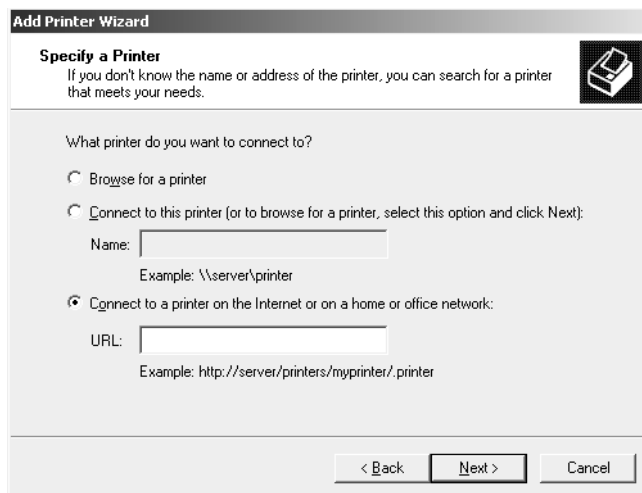 Add Printer Wizard
Specify a Printer
If you don't know the name or address of the printer, you can search for a printer
that meets your needs.
What printer do you want to connect to?
Browse for a printer
Connect to this printer (or to browse for a printer, select this option and click Next):
Name:
Example: \\server\printer
Connect to a printer on the Internet or on a home or office network:
URL:
Example: http://server/printers/myprinter/.printer
< Back
Next >
Cancel